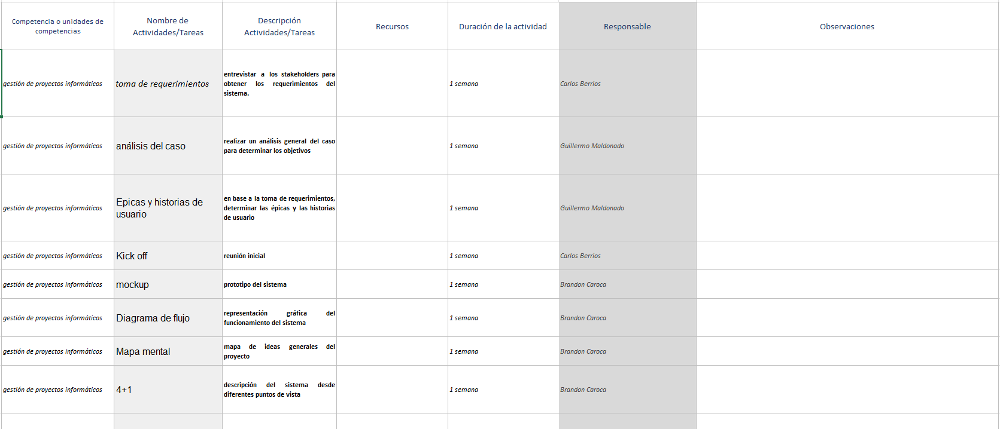 Competencia o unidades de
competencias
Nombre de
Actividades/Tareas
Descripción
Actividades/Tareas
Recursos
Duración de la actividad
Responsable
Observaciones
gestión de proyectos informáticos
toma de requerimientos
entrevistar a los stakeholders para
obtener los requerimientos del
sistema.
1 semana
Carlos Berrios
gestión de proyectos informáticos
análisis del caso
realizar un análisis general del caso
para determinar los objetivos
1 semana
Guillermo Maldonado
gestión de proyectos informáticos
Epicas y historias de
usuario
en base a la toma de requerimientos,
determinar las épicas y las historias
de usuario
1 semana
Guillermo Maldonado
gestión de proyectos informáticos
Kick off
reunión inicial
1 semana
Carlos Berrios
gestión de proyectos informáticos
mockup
prototipo del sistema
1 semana
Brandon Caroca
gestión de proyectos informáticos
Diagrama de flujo
representación gráfica del
funcionamiento del sistema
1 semana
Brandon Caroca
gestión de proyectos informáticos
Mapa mental
mapa de ideas generales del
proyecto
1 semana
Brandon Caroca
gestión de proyectos informáticos
4+1
descripción del sistema desde
diferentes puntos de vista
1 semana
Brandon Caroca